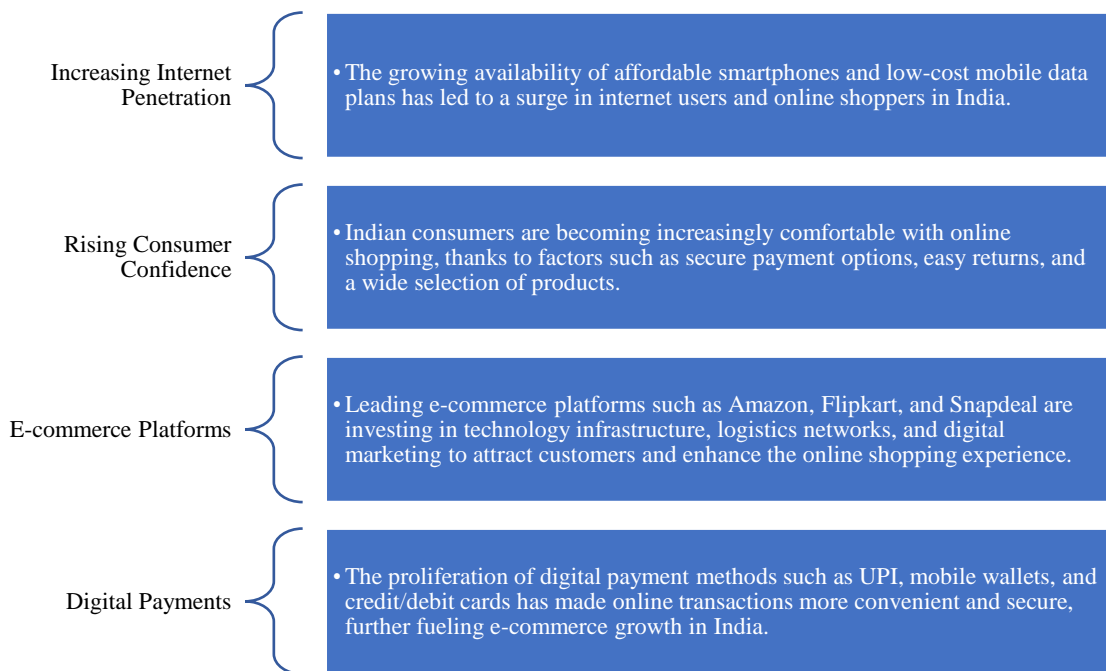 Increasing Internet
Penetration
• The growing availability of affordable smartphones and low-cost mobile data
plans has led to a surge in internet users and online shoppers in India.
Rising Consumer
Confidence
• Indian consumers are becoming increasingly comfortable with online
shopping, thanks to factors such as secure payment options, easy returns, and
a wide selection of products.
E-commerce Platforms
• Leading e-commerce platforms such as Amazon, Flipkart, and Snapdeal are
investing in technology infrastructure, logistics networks, and digital
marketing to attract customers and enhance the online shopping experience.
Digital Payments
• The proliferation of digital payment methods such as UPI, mobile wallets, and
credit/debit cards has made online transactions more convenient and secure,
further fueling e-commerce growth in India.